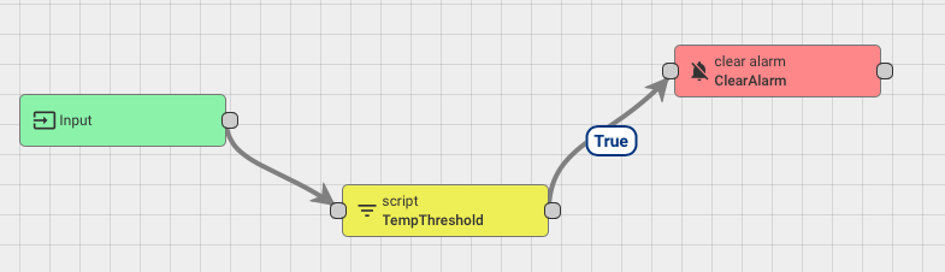 Input
script
TempThreshold
True
clear alarm
ClearAlarm